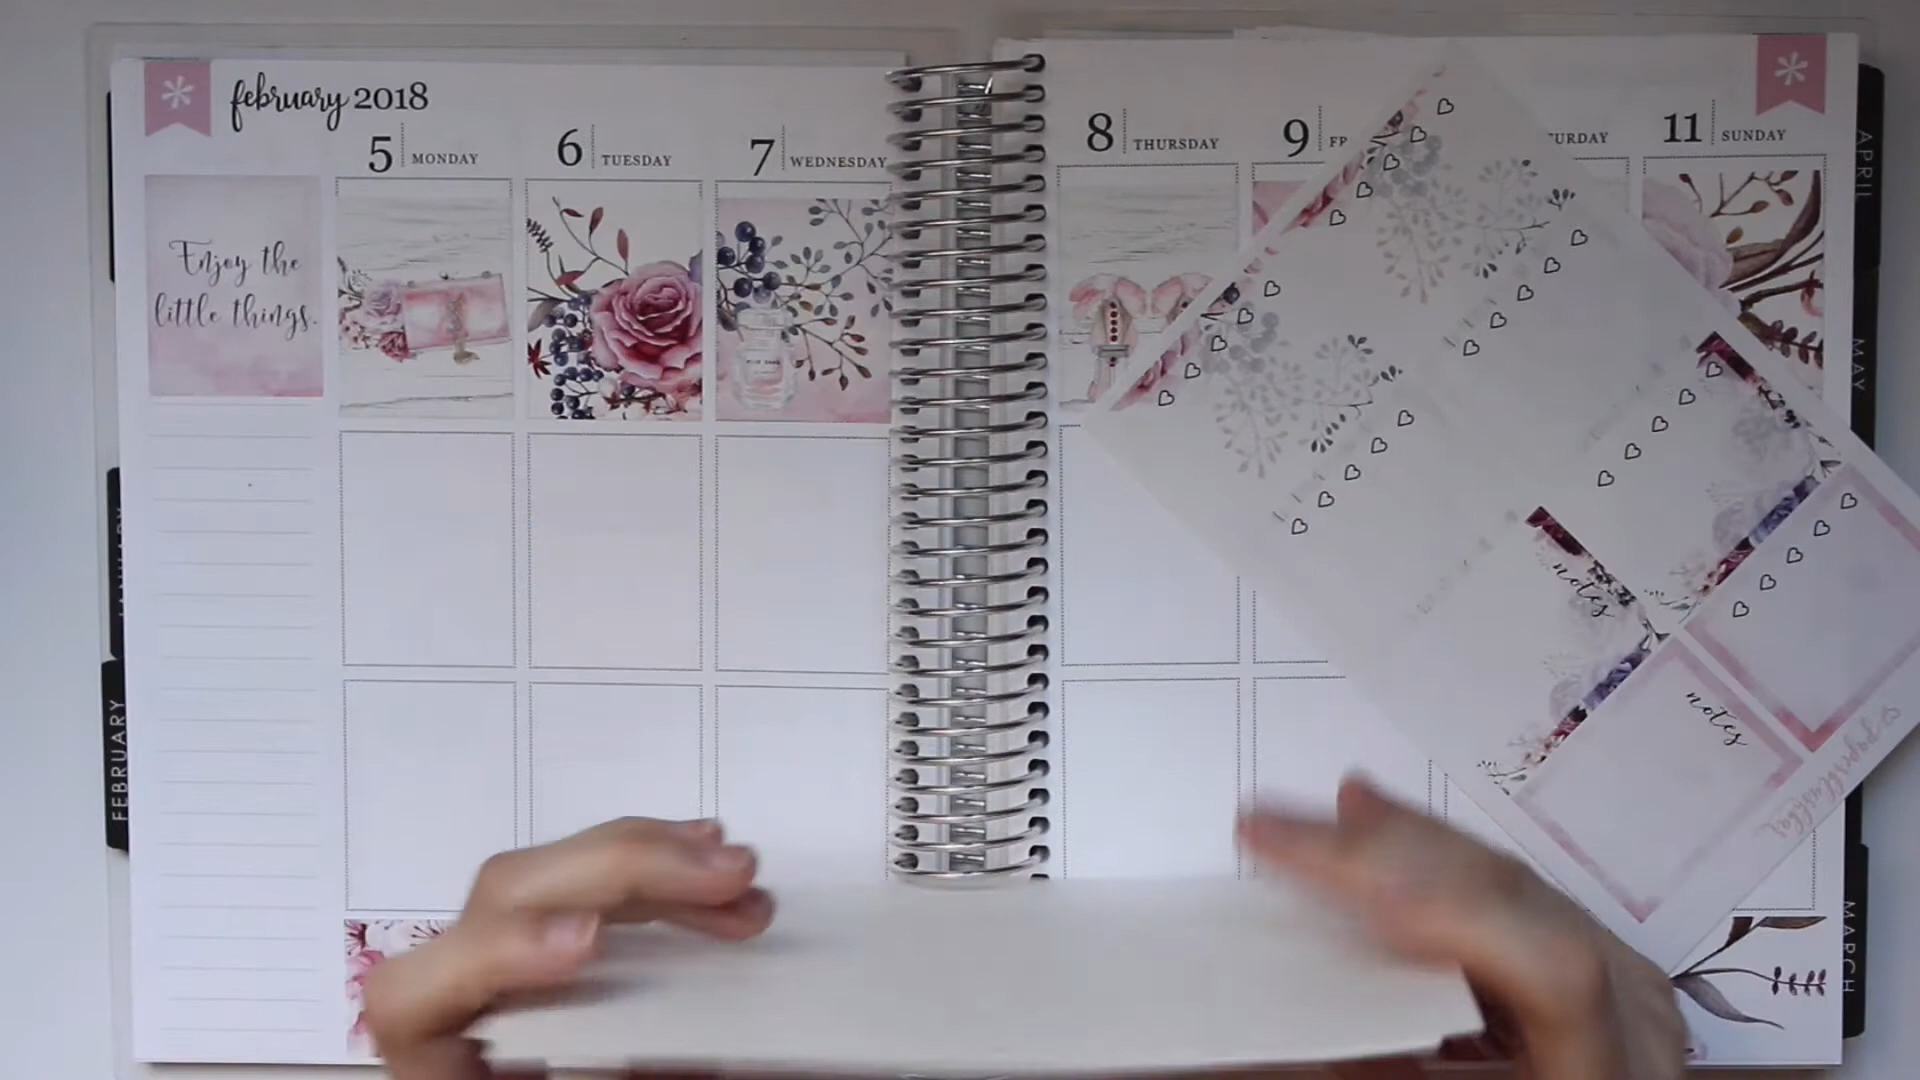 february 2018
5 MONDAY
6 TUESDAY
7 WEDNESDAY
8 THURSDAY
9
11 SUNDAY
Enjoy the
little things.
notes
notes
FEBRUARY
APRIL
MAY
MARCH